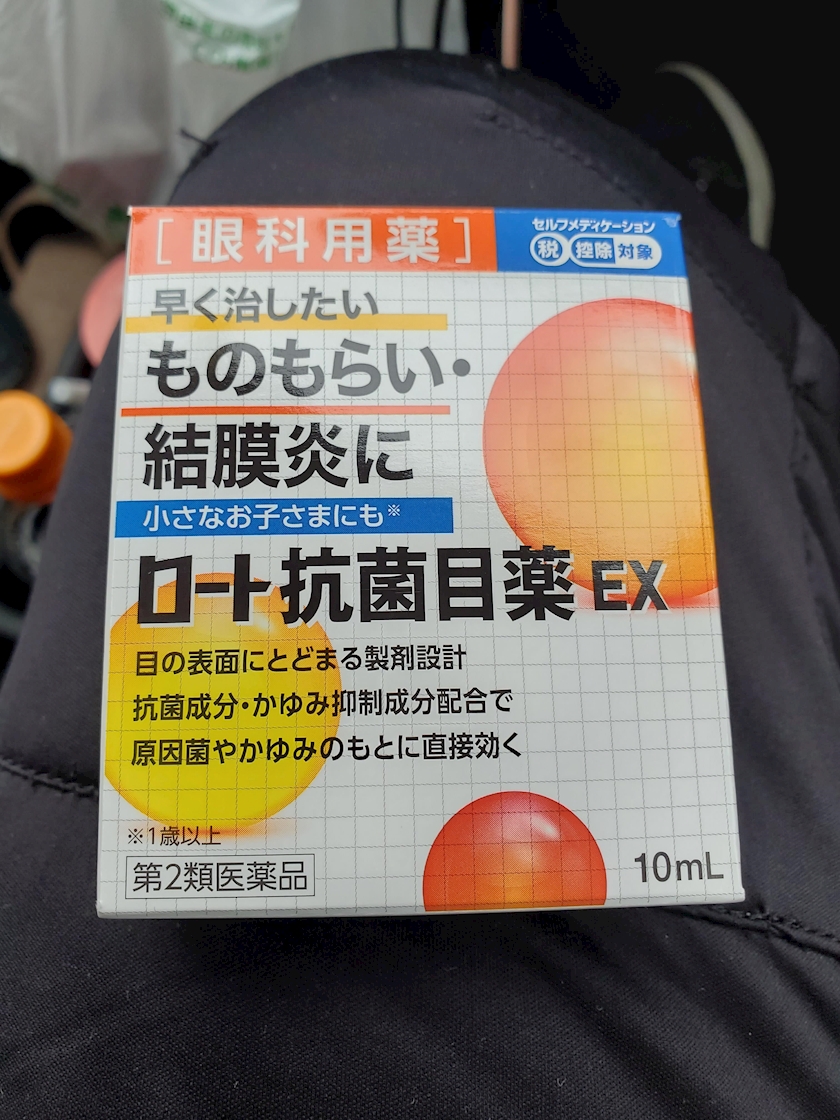 [眼科用薬]
セルフメディケーション
税 控除 対象
早く治したい
ものもらい・
結膜炎に
小さなお子さまにも※
ロート抗菌目薬EX
目の表面にとどまる製剤設計
抗菌成分・かゆみ抑制成分配合で
原因菌やかゆみのもとに直接効く
※1歳以上
第2類医薬品
10mL